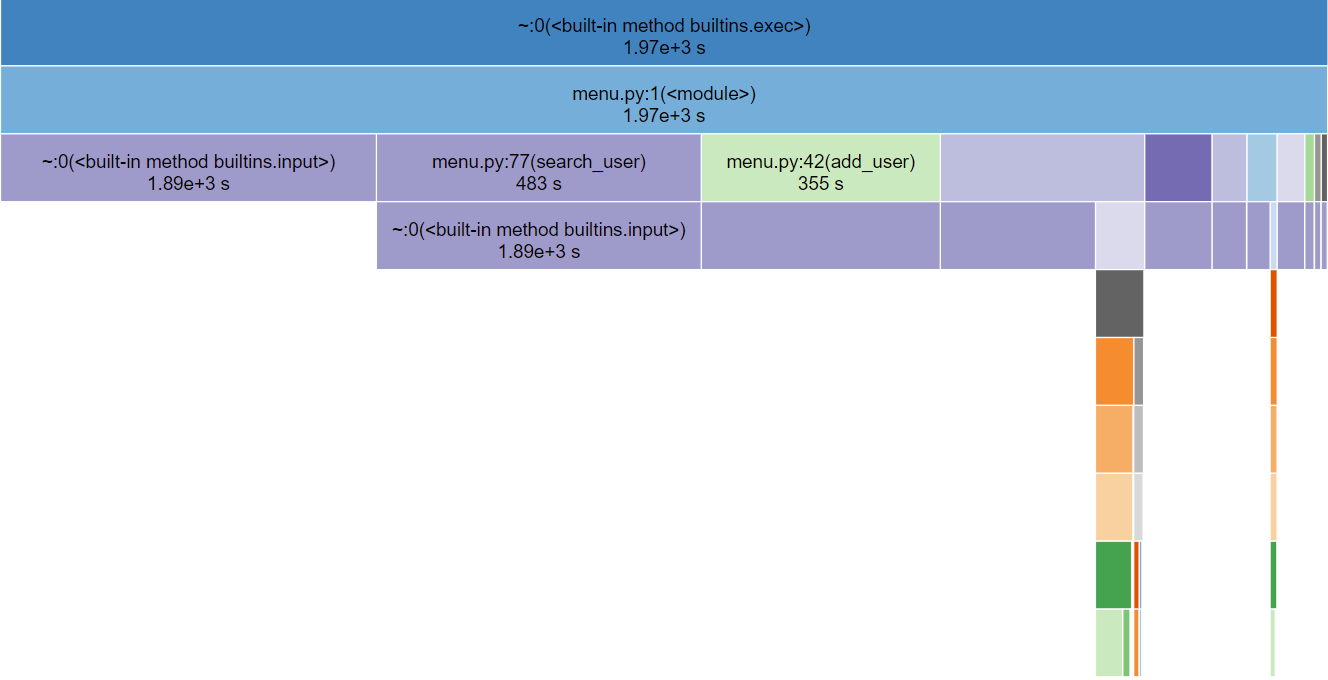 ~:0(<built-in method builtins.exec>)
1.97e+3 s
menu.py:1(<module>)
1.97e+3 s
~:0(<built-in method builtins.input>)
1.89e+3 s
menu.py:77(search_user)
483 s
menu.py:42(add_user)
355 s
~:0(<built-in method builtins.input>)
1.89e+3 s